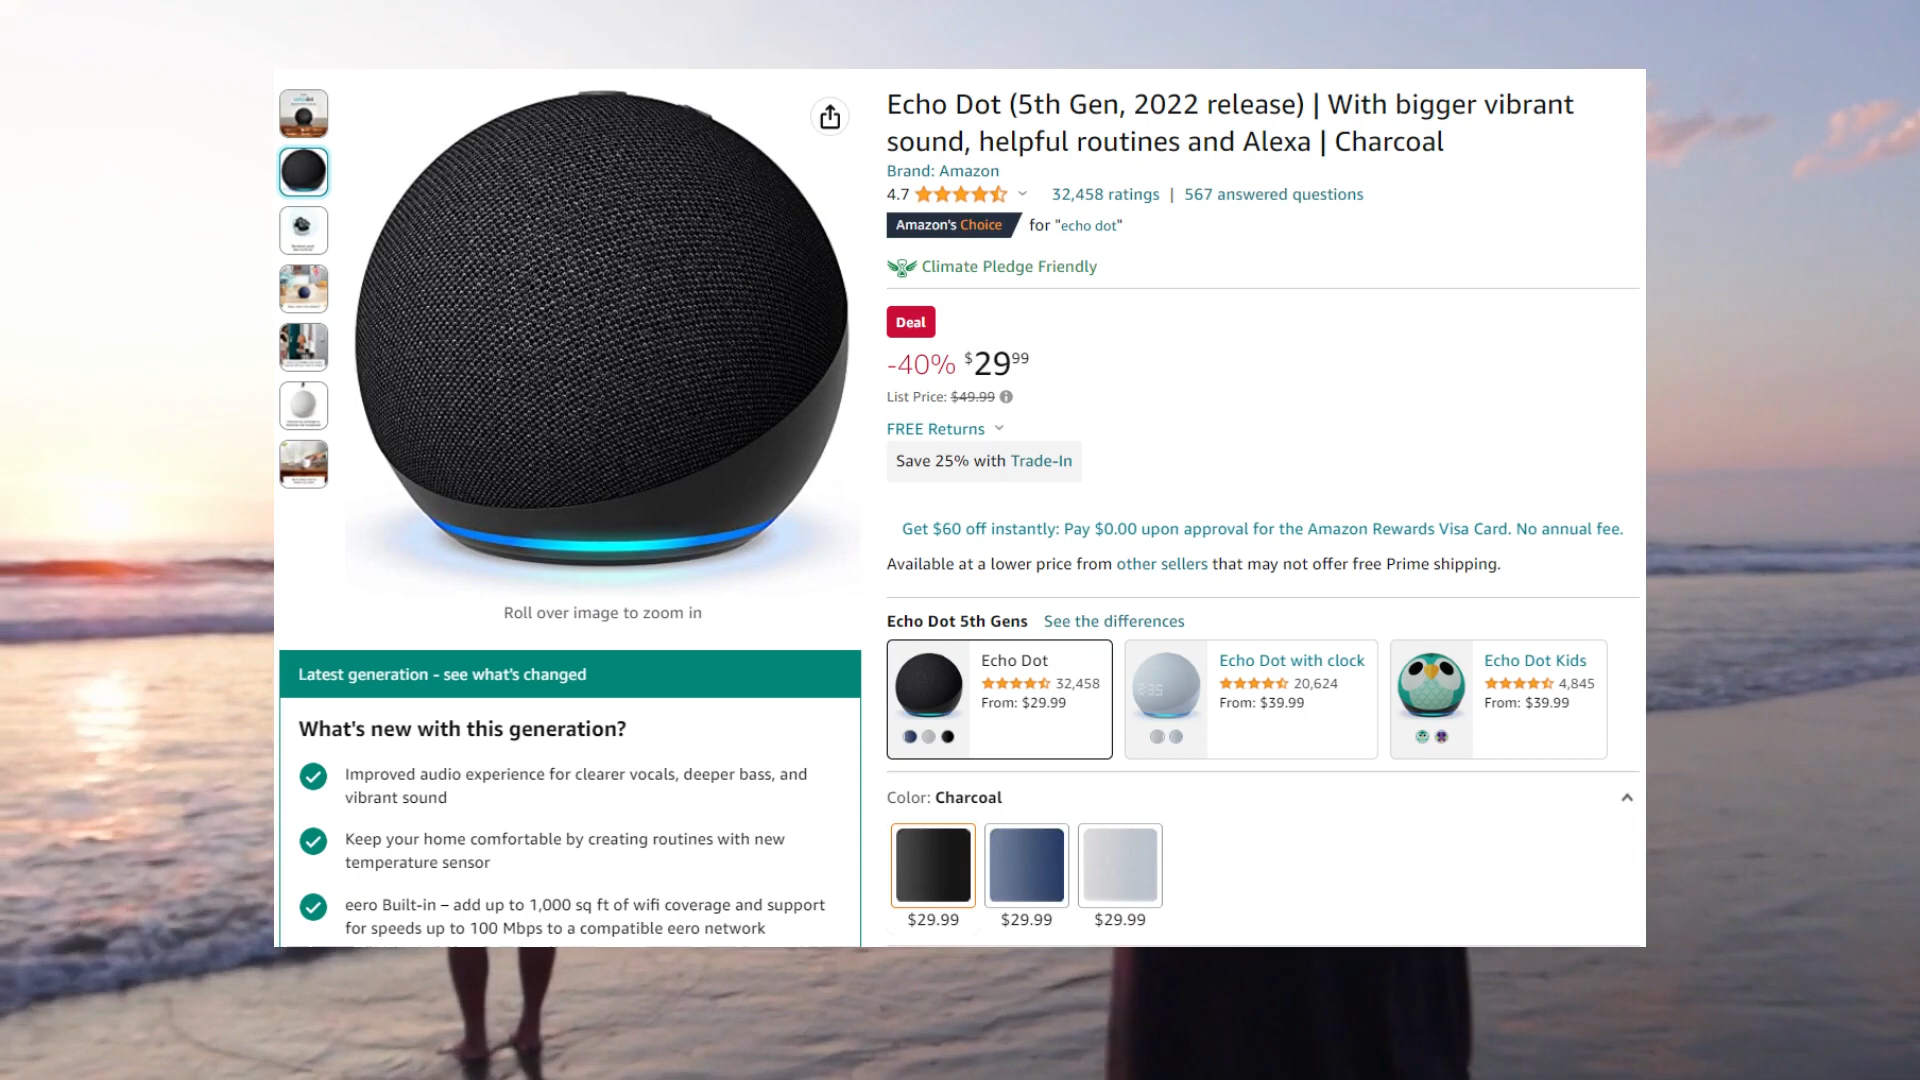 Echo Dot (5th Gen, 2022 release) | With bigger vibrant
sound, helpful routines and Alexa | Charcoal
Brand: Amazon
4.7
32,458 ratings | 567 answered questions
Amazon's Choice for "echo dot"
Climate Pledge Friendly
Deal
-40% $29 99
List Price: $49.99
FREE Returns
Save 25% with Trade-In
Get $60 off instantly: Pay $0.00 upon approval for the Amazon Rewards Visa Card. No annual fee.
Available at a lower price from other sellers that may not offer free Prime shipping.
Echo Dot 5th Gens See the differences
Echo Dot
32,458
From: $29.99
Echo Dot with clock
20,624
From: $39.99
Echo Dot Kids
4,845
From: $39.99
Color: Charcoal
$29.99
$29.99
$29.99
Roll over image to zoom in
Latest generation - see what's changed
What's new with this generation?
Improved audio experience for clearer vocals, deeper bass, and
vibrant sound
Keep your home comfortable by creating routines with new
temperature sensor
eero Built-in – add up to 1,000 sq ft of wifi coverage and support
for speeds up to 100 Mbps to a compatible eero network